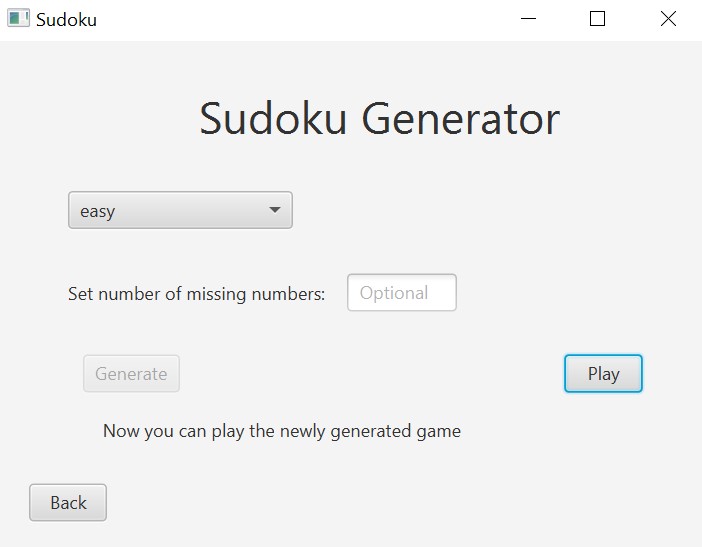 Sudoku
Sudoku Generator
easy
Set number of missing numbers: Optional
Generate Play
Now you can play the newly generated game
Back